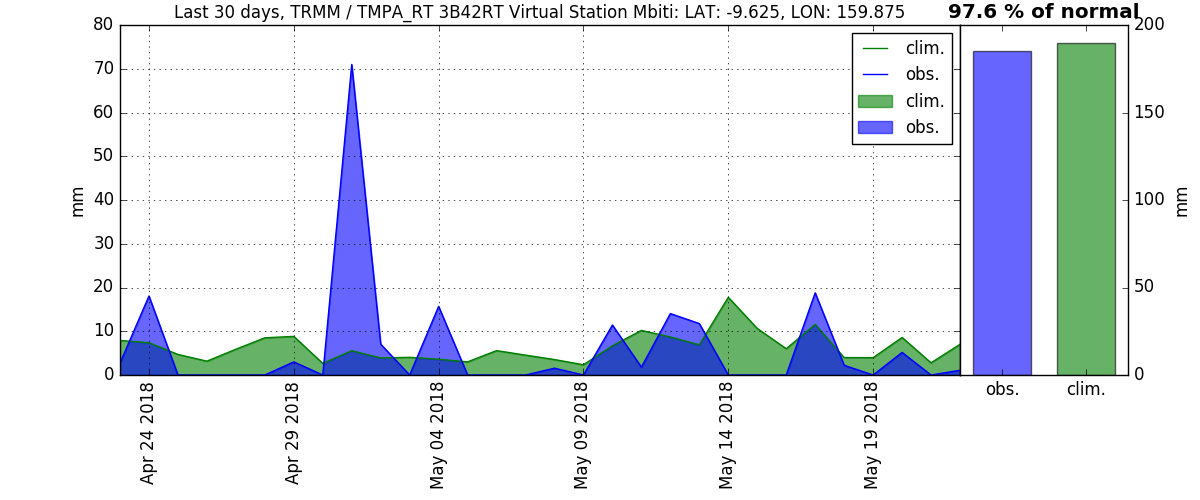 Last 30 days, TRMM / TMPA_RT 3B42RT Virtual Station Mbiti: LAT: -9.625, LON: 159.875
97.6 % of normal
80
70
60
50
40
30
20
10
0
mm
clim.
obs.
clim.
obs.
Apr 24 2018
Apr 29 2018
May 04 2018
May 09 2018
May 14 2018
May 19 2018
200
150
100
50
0
mm
obs.
clim.